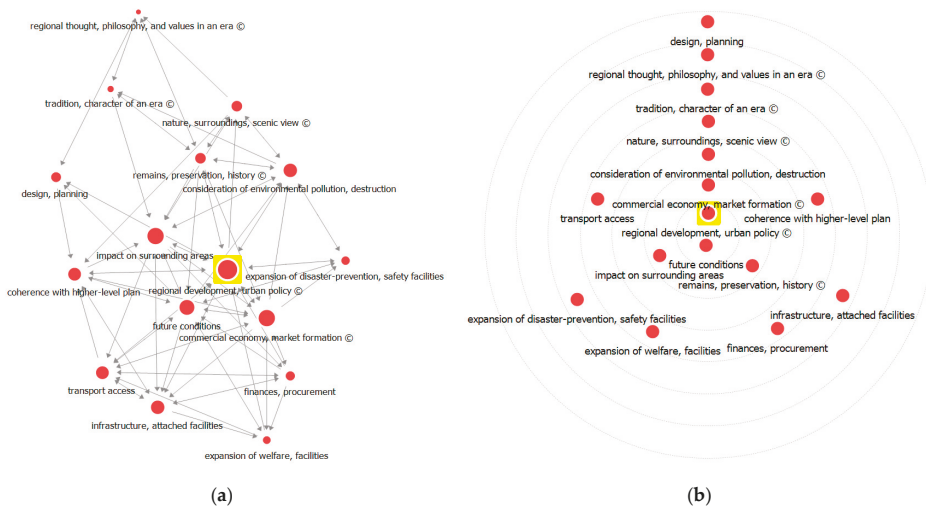 regional thought, philosophy, and values in an era ©
tradition, character of an era ©
nature, surroundings, scenic view ©
remains, preservation, history ©
consideration of environmental pollution, destruction
design, planning
impact on surrounding areas
expansion of disaster-prevention, safety facilities
coherence with higher-level plan
regional development, urban policy ©
future conditions
commercial economy, market formation ©
transport access
finances, procurement
infrastructure, attached facilities
expansion of welfare, facilities
(a)
design, planning
regional thought, philosophy, and values in an era ©
tradition, character of an era ©
nature, surroundings, scenic view ©
consideration of environmental pollution, destruction
commercial economy, market formation ©
transport access
coherence with higher-level plan
regional development, urban policy ©
future conditions
impact on surrounding areas
remains, preservation, history ©
infrastructure, attached facilities
expansion of disaster-prevention, safety facilities
finances, procurement
expansion of welfare, facilities
(b)